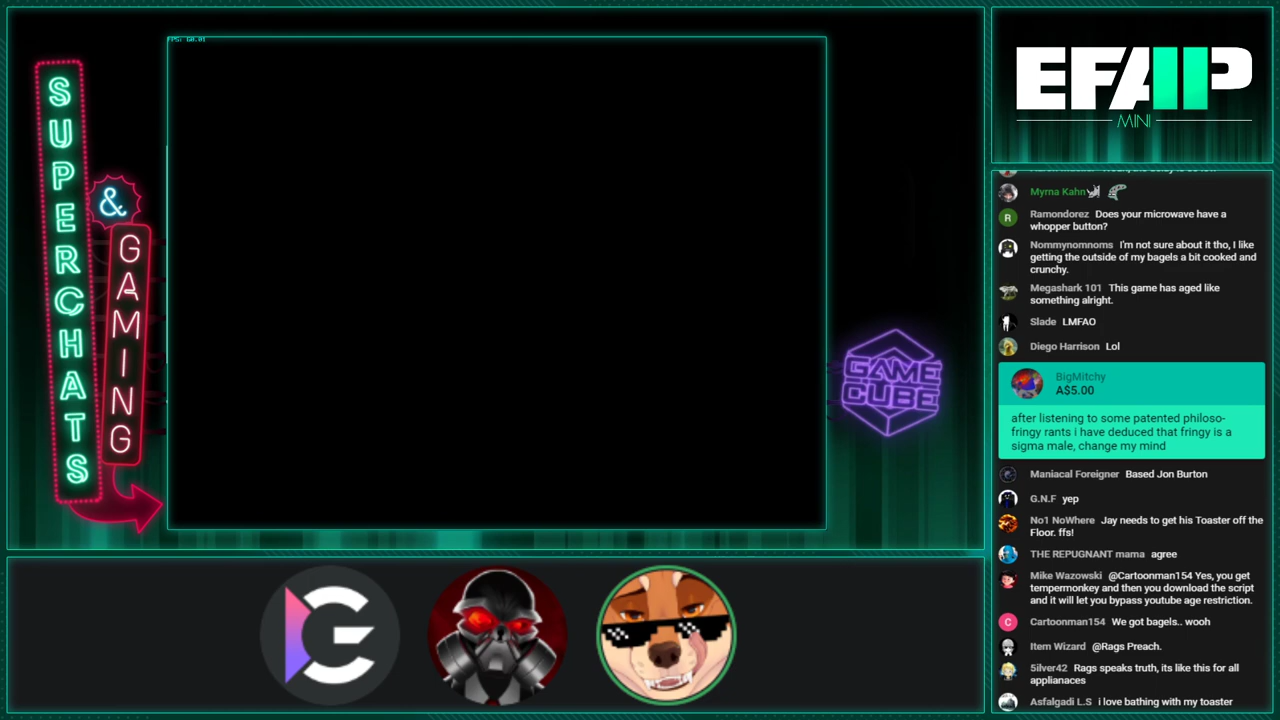 SUPERCHATS
&
GAMING
FPS: 60.01
GAME
CUBE
EFAP
MINI
Myrna Kahn
Ramondorez Does your microwave have a
whopper button?
Nommynomnoms I'm not sure about it tho, I like
getting the outside of my bagels a bit cooked and
crunchy.
Megashark 101 This game has aged like
something alright.
Slade LMFAO
Diego Harrison Lol
BigMitchy
A$5.00
after listening to some patented philoso-
fringy rants i have deduced that fringy is a
sigma male, change my mind
Maniacal Foreigner Based Jon Burton
G.N.F yep
No1 NoWhere Jay needs to get his Toaster off the
Floor. ffs!
THE REPUGNANT mama agree
Mike Wazowski @Cartoonman154 Yes, you get
tempermonkey and then you download the script
and it will let you bypass youtube age restriction.
Cartoonman154 We got bagels.. wooh
Item Wizard @Rags Preach.
5ilver42 Rags speaks truth, its like this for all
applianaces
Asfalgadi L.S i love bathing with my toaster